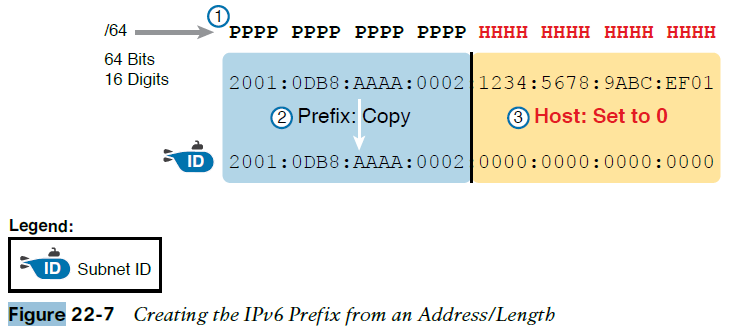 /64 1 PPPP PPPP PPPP PPPP HHHH HHHH HHHH HHHH
64 Bits
16 Digits
2001:0DB8:AAAA:0002 1234:5678:9ABC:EF01
2 Prefix: Copy 3 Host: Set to 0
ID 2001:0DB8:AAAA:0002 0000:0000:0000:0000
Legend:
ID Subnet ID
Figure 22-7 Creating the IPv6 Prefix from an Address/Length